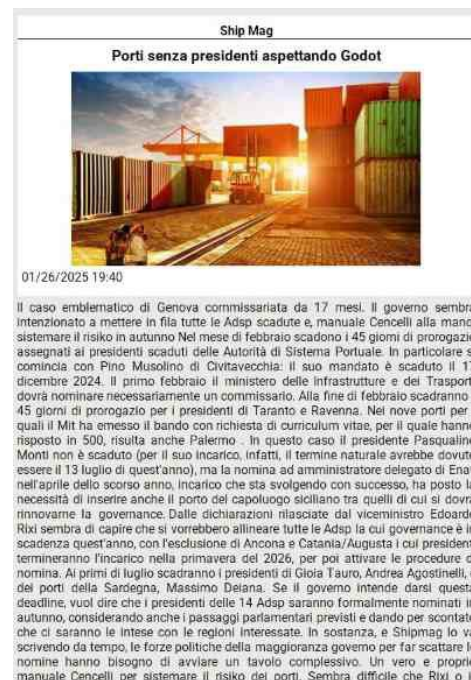 Ship Mag
Porti senza presidenti aspettando Godot
01/26/2025 19:40
Il caso emblematico di Genova commissariata da 17 mesi. Il governo sembra
intenzionato a mettere in fila tutte le Adsp scadute e, manuale Cencelli alla mano,
sistemare il risiko in autunno Nel mese di febbraio scadono i 45 giorni di prorogazio
assegnati ai presidenti scaduti delle Autorità di Sistema Portuale. In particolare si
comincia con Pino Musolino di Civitavecchia: il suo mandato è scaduto il 17
dicembre 2024. Il primo febbraio il ministero delle Infrastrutture e dei Trasporti
dovrà nominare necessariamente un commissario. Alla fine di febbraio scadranno i
45 giorni di prorogazio per i presidenti di Taranto e Ravenna. Nei nove porti per i
quali il Mit ha emesso il bando con richiesta di curriculum vitae, per il quale hanno
risposto in 500, risulta anche Palermo . In questo caso il presidente Pasqualino
Monti non è scaduto (per il suo incarico, infatti, il termine naturale avrebbe dovuto
essere il 13 luglio di quest'anno), ma la nomina ad amministratore delegato di Enav
nell'aprile dello scorso anno, incarico che sta svolgendo con successo, ha posto la
necessità di inserire anche il porto del capoluogo siciliano tra quelli di cui si dovrà
rinnovarne la governance. Dalle dichiarazioni rilasciate dal viceministro Edoardo
Rixi sembra di capire che si vorrebbero allineare tutte le Adsp la cui governance è in
scadenza quest'anno, con l'esclusione di Ancona e Catania/Augusta i cui presidenti
termineranno l'incarico nella primavera del 2026, per poi attivare le procedure di
nomina. Ai primi di luglio scadranno i presidenti di Gioia Tauro, Andrea Agostinelli, e
dei porti della Sardegna, Massimo Deiana. Se il governo intende darsi questa
deadline, vuol dire che i presidenti delle 14 Adsp saranno formalmente nominati in
autunno, considerando anche i passaggi parlamentari previsti e dando per scontato
che ci saranno le intese con le regioni interessate. In sostanza, e Shipmag lo va
scrivendo da tempo, le forze politiche della maggioranza governo per far scattare le
nomine hanno bisogno di avviare un tavolo complessivo. Un vero e proprio
manuale Cencelli per sistemare il risiko dei porti. Sembra difficile che Rixi o il